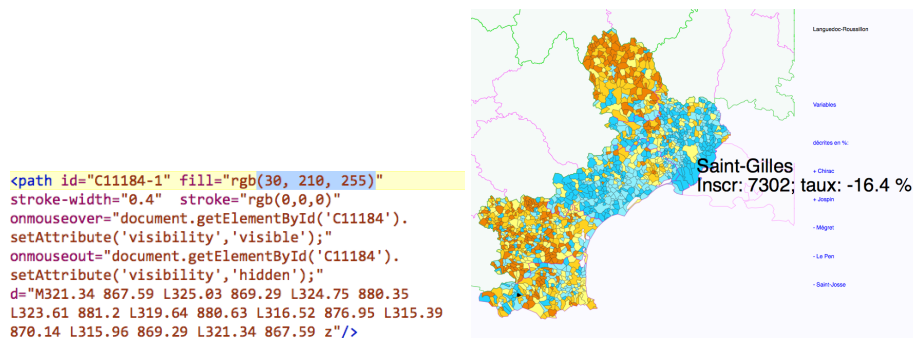 <path id="C11184-1" fill="rgb(30, 210, 255)"
stroke-width="0.4"  stroke="rgb(0,0,0)"
onmouseover="document.getElementById('C11184').
setAttribute('visibility','visible');"
onmouseout="document.getElementById('C11184').
setAttribute('visibility','hidden');"
d="M321.34 867.59 L325.03 869.29 L324.75 880.35
L323.61 881.2 L319.64 880.63 L316.52 876.95 L315.39
870.14 L315.96 869.29 L321.34 867.59 z"/>
Languedoc-Roussillon
Variables
décrites en %:
+ Chirac
Saint-Gilles
Inscr: 7302; taux: -16.4 %
+ Jospin
- Mégret
- Le Pen
- Saint-Josse